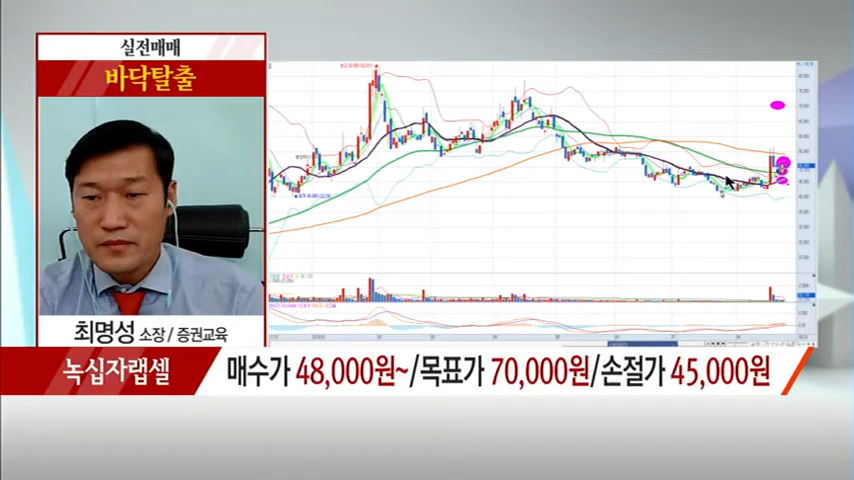 실전매매
바닥탈출
최명성 소장 / 증권교육
녹십자랩셀
매수가 48,000원~/목표가 70,000원/손절가 45,000원